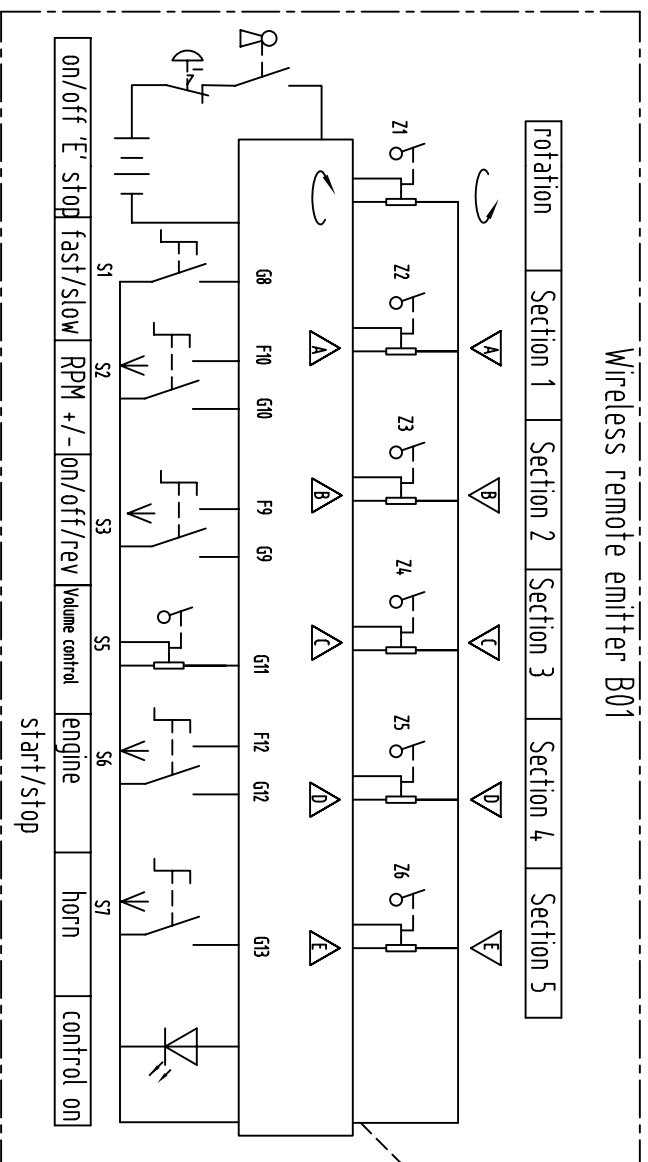 Wireless remote emitter B01
rotation
Section 1
Section 2
Section 3
Section 4
Section 5
Z1
Z2
Z3
Z4
Z5
Z6
A
B
C
D
E
A
B
C
D
E
G8
F10
G10
F9
G9
G11
F12
G12
G13
S1
S2
S3
S5
S6
S7
on/off 'E' stop
fast/slow
RPM +/-
on/off/rev
Volume control
engine
start/stop
horn
control on